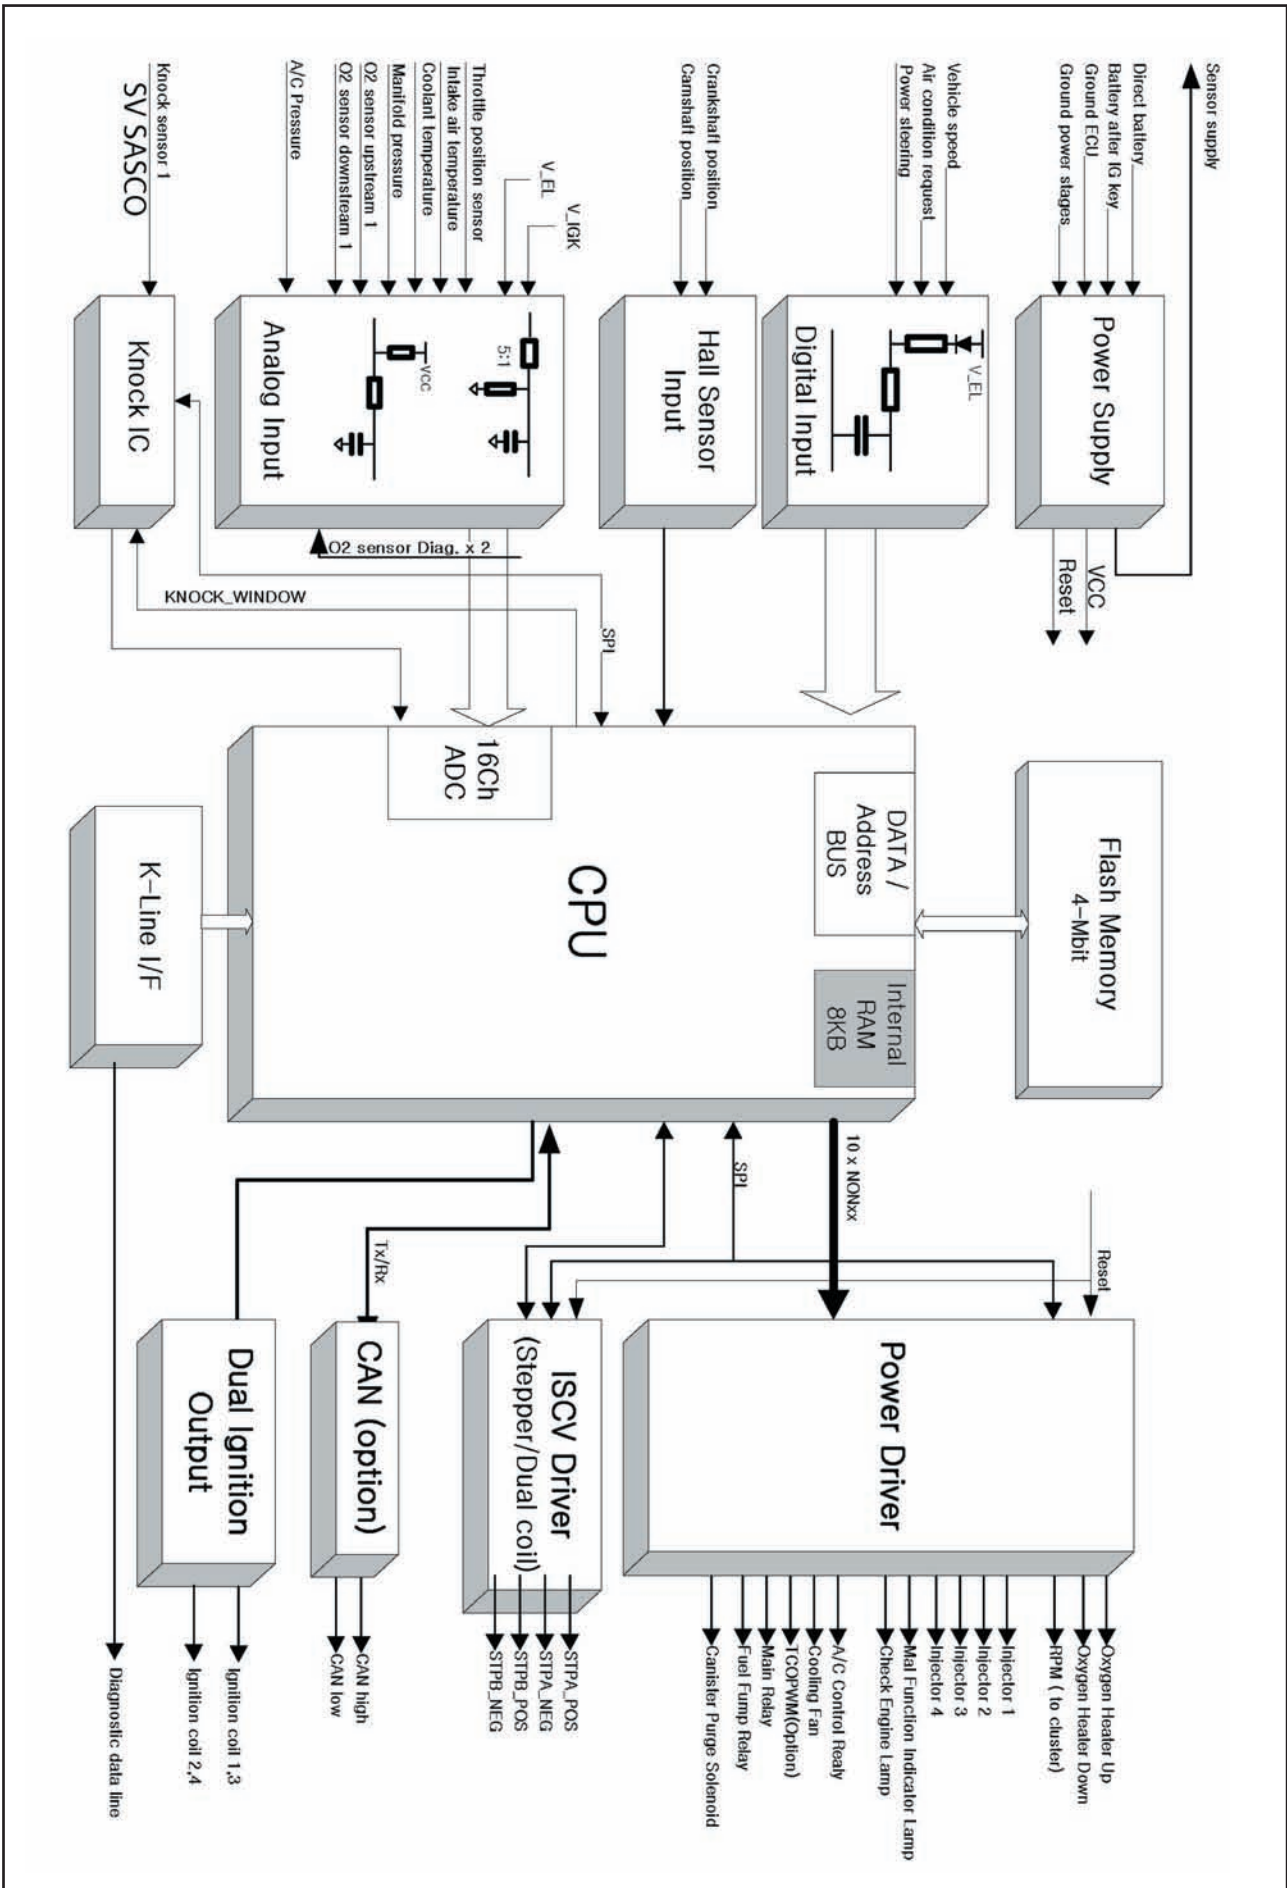 Sensor supply
Direct battery
Battery after IG key
Ground ECU
Ground power stages
Power Supply
VCC
Reset
Vehicle speed
Air condition request
Power steering
V_EL
Digital Input
Crankshaft position
Camshaft position
Hall Sensor
Input
V_IGK
V_EL
Throttle position sensor
Intake air temperature
Coolant temperature
Manifold pressure
O2 sensor upstream 1
O2 sensor downstream 1
A/C Pressure
5:1
VCC
Analog Input
O2 sensor Diag. x 2
Knock sensor 1
SV SASCO
Knock IC
KNOCK_WINDOW
SPI
Flash Memory
4-Mbit
DATA /
Address
BUS
Internal
RAM
8KB
CPU
16Ch
ADC
K-Line I/F
10 x NONxx
SPI
Reset
Tx/Rx
Power Driver
Oxygen Heater Up
Oxygen Heater Down
RPM ( to cluster)
Injector 1
Injector 2
Injector 3
Injector 4
Mal Function Indicator Lamp
Check Engine Lamp
A/C Control Realy
Cooling Fan
TCOPWM(Option)
Main Relay
Fuel Fump Relay
Canister Purge Solenoid
ISCV Driver
(Stepper/Dual coil)
STPA_POS
STPA_NEG
STPB_POS
STPB_NEG
CAN (option)
CAN high
CAN low
Dual Ignition
Output
Ignition coil 1,3
Ignition coil 2,4
Diagnostic data line